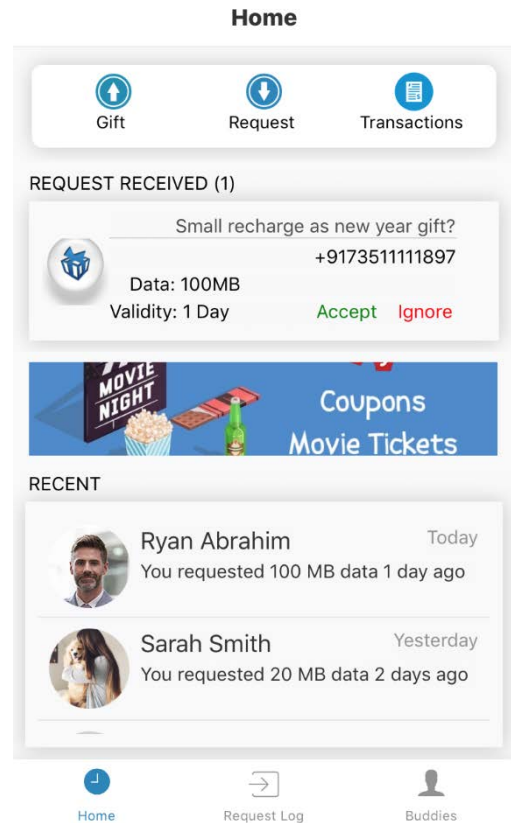 Home
Gift Request Transactions
REQUEST RECEIVED (1)
Small recharge as new year gift?
+9173511111897
Data: 100MB
Validity: 1 Day Accept Ignore
MOVIE
NIGHT
Coupons
Movie Tickets
RECENT
Ryan Abrahim Today
You requested 100 MB data 1 day ago
Sarah Smith Yesterday
You requested 20 MB data 2 days ago
Home Request Log Buddies